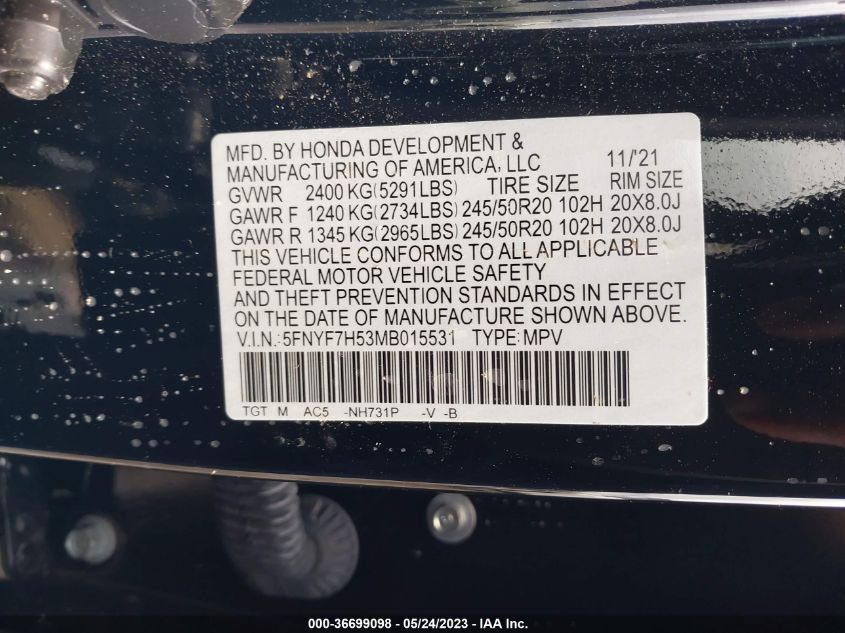 MFD. BY HONDA DEVELOPMENT &
MANUFACTURING OF AMERICA, LLC 11/'21
GVWR 2400 KG(5291LBS) TIRE SIZE RIM SIZE
GAWR F 1240 KG(2734LBS) 245/50R20 102H 20X8.0J
GAWR R 1345 KG(2965LBS) 245/50R20 102H 20X8.0J
THIS VEHICLE CONFORMS TO ALL APPLICABLE
FEDERAL MOTOR VEHICLE SAFETY
AND THEFT PREVENTION STANDARDS IN EFFECT
ON THE DATE OF MANUFACTURE SHOWN ABOVE.
V.I.N.:5FNYF7H53MB015531 TYPE: MPV
TGT M AC5 -NH731P -V -B
000-36699098 - 05/24/2023 - IAA Inc.